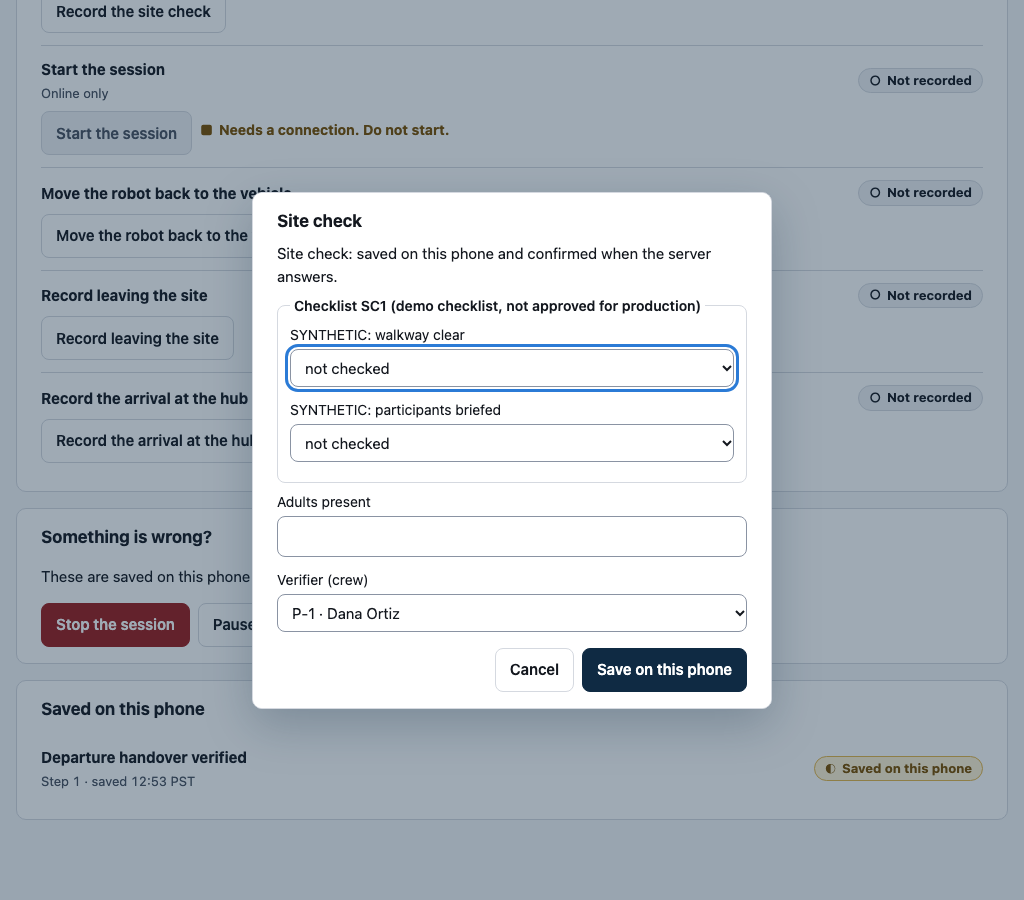 Record the site check
Start the session
Not recorded
Online only
Start the session
Needs a connection. Do not start.
Move the robot back to the vehicle
Not recorded
Move the robot back to the
Record leaving the site
Not recorded
Record leaving the site
Record the arrival at the hub
Not recorded
Record the arrival at the hub
Something is wrong?
These are saved on this phone
Stop the session
Pause
Saved on this phone
Departure handover verified
Step 1 · saved 12:53 PST
Saved on this phone
Site check
Site check: saved on this phone and confirmed when the server
answers.
Checklist SC1 (demo checklist, not approved for production)
SYNTHETIC: walkway clear
not checked
SYNTHETIC: participants briefed
not checked
Adults present
Verifier (crew)
P-1 · Dana Ortiz
Cancel
Save on this phone